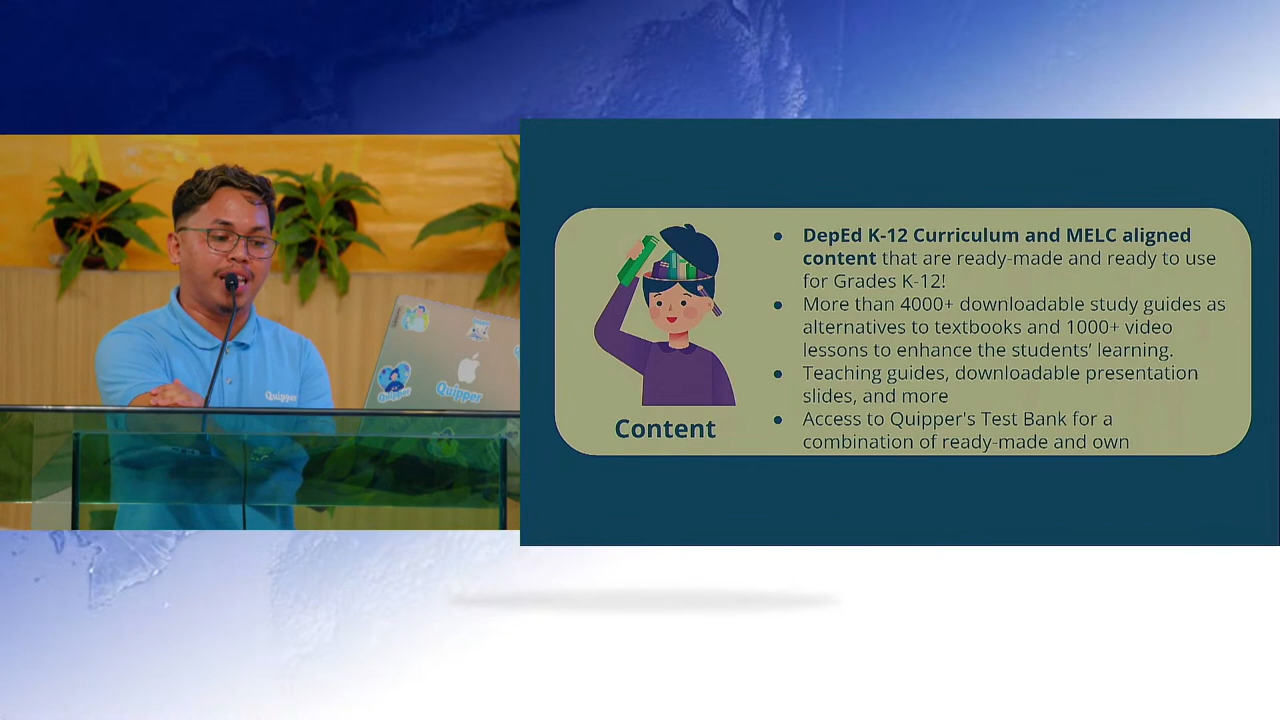 Quipper
Quipper
Quipper
DepEd K-12 Curriculum and MELC aligned
content that are ready-made and ready to use
for Grades K-12!
More than 4000+ downloadable study guides as
alternatives to textbooks and 1000+ video
lessons to enhance the students’ learning.
Teaching guides, downloadable presentation
slides, and more
Access to Quipper's Test Bank for a
combination of ready-made and own
Content